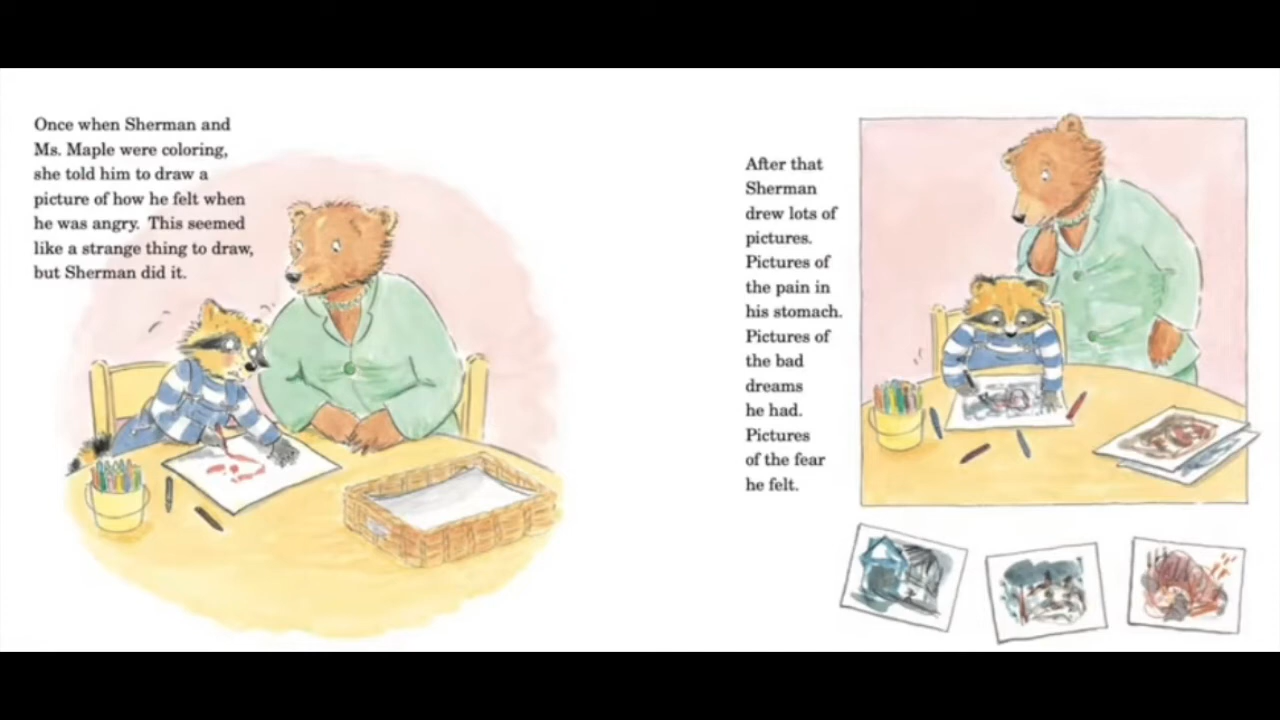 Once when Sherman and
Ms. Maple were coloring,
she told him to draw a
picture of how he felt when
he was angry. This seemed
like a strange thing to draw,
but Sherman did it.
After that
Sherman
drew lots of
pictures.
Pictures of
the pain in
his stomach.
Pictures of
the bad
dreams
he had.
Pictures
of the fear
he felt.